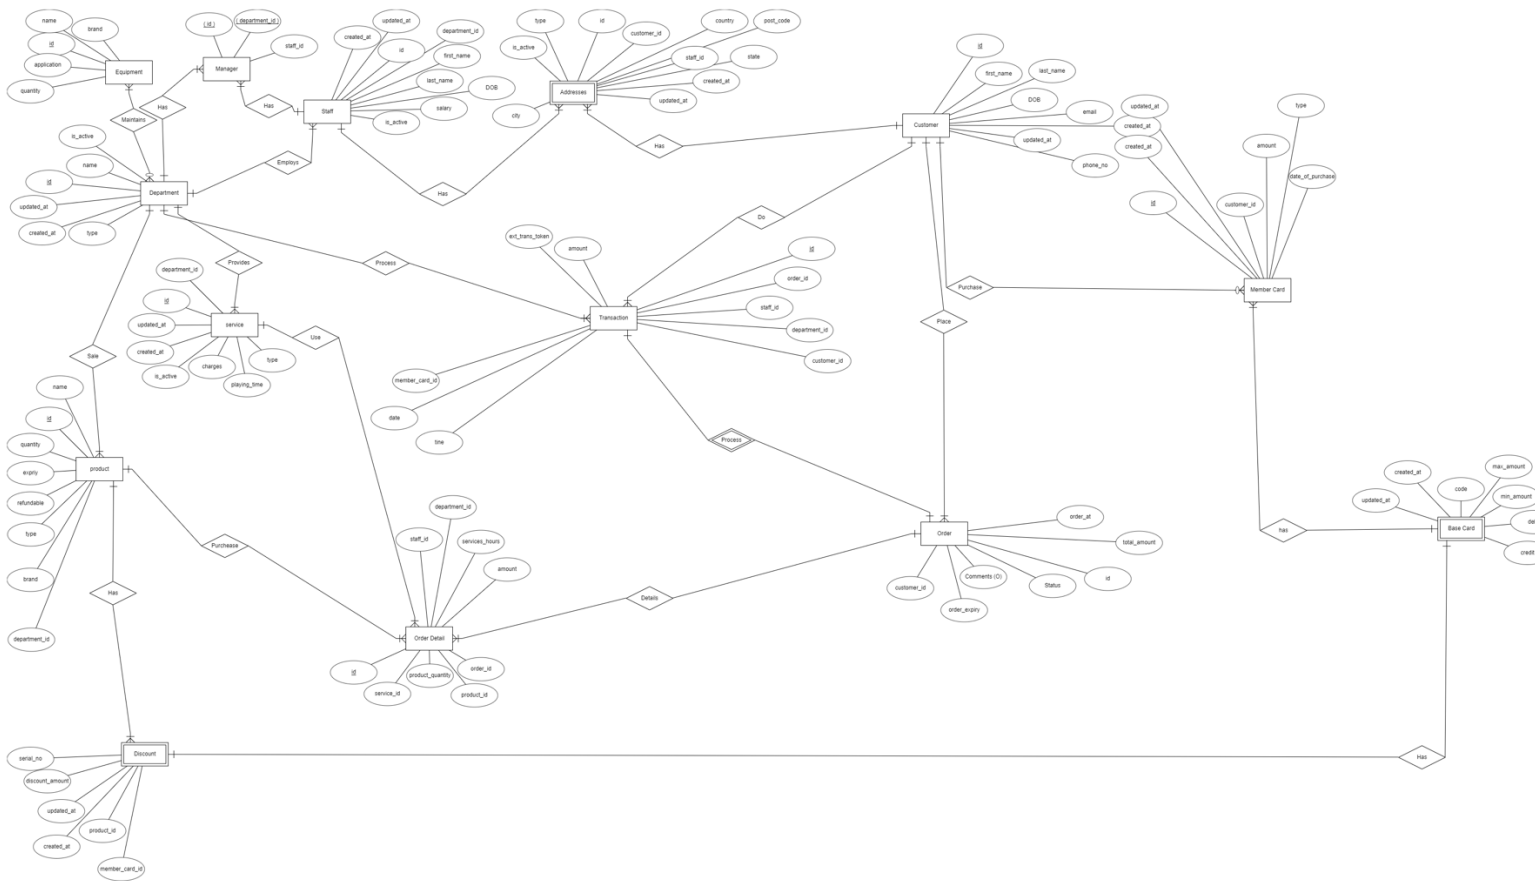 name
brand
id
application
quantity
Equipment
Maintains
( id )
( department_id )
staff_id
Manager
Has
Has
updated_at
created_at
id
department_id
first_name
last_name
DOB
salary
is_active
Staff
Employs
Has
type
id
customer_id
country
post_code
is_active
staff_id
state
created_at
updated_at
city
Addresses
Has
id
first_name
last_name
DOB
email
created_at
updated_at
phone_no
Customer
updated_at
created_at
type
amount
date_of_purchase
customer_id
id
Member Card
is_active
name
id
updated_at
created_at
type
Department
Do
Process
Provides
Purchase
Place
ext_trans_token
amount
id
order_id
staff_id
department_id
customer_id
member_card_id
date
time
Transaction
department_id
id
updated_at
created_at
is_active
charges
playing_time
type
service
Use
Sale
name
id
quantity
expriy
refundable
type
brand
department_id
product
Purchease
Has
Process
department_id
staff_id
services_hours
amount
Order Detail
id
service_id
product_quantity
product_id
order_id
Details
order_at
total_amount
id
Status
Comments (O)
order_expiry
customer_id
Order
has
created_at
updated_at
code
max_amount
min_amount
de
credit
Base Card
Has
Discount
serial_no
discount_amount
updated_at
created_at
product_id
member_card_id